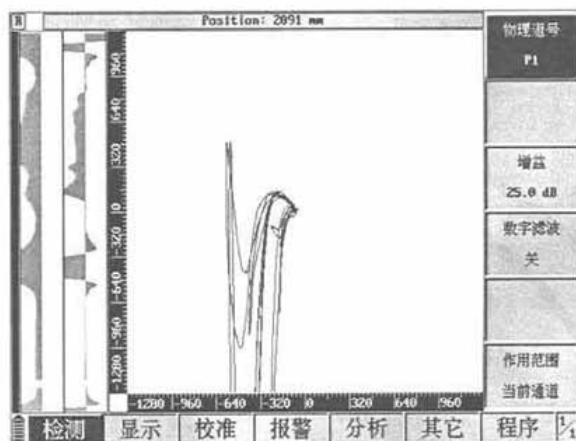 R
Position: 2091 mm
物理道号
P1
增益
25.0 dB
数字滤波
关
作用范围
当前通道
960
640
320
0
-320
-640
-960
-1280
-1280 -960 -640 -320 0 320 640 960
检测 显示 校准 报警 分析 其它 程序 1/1